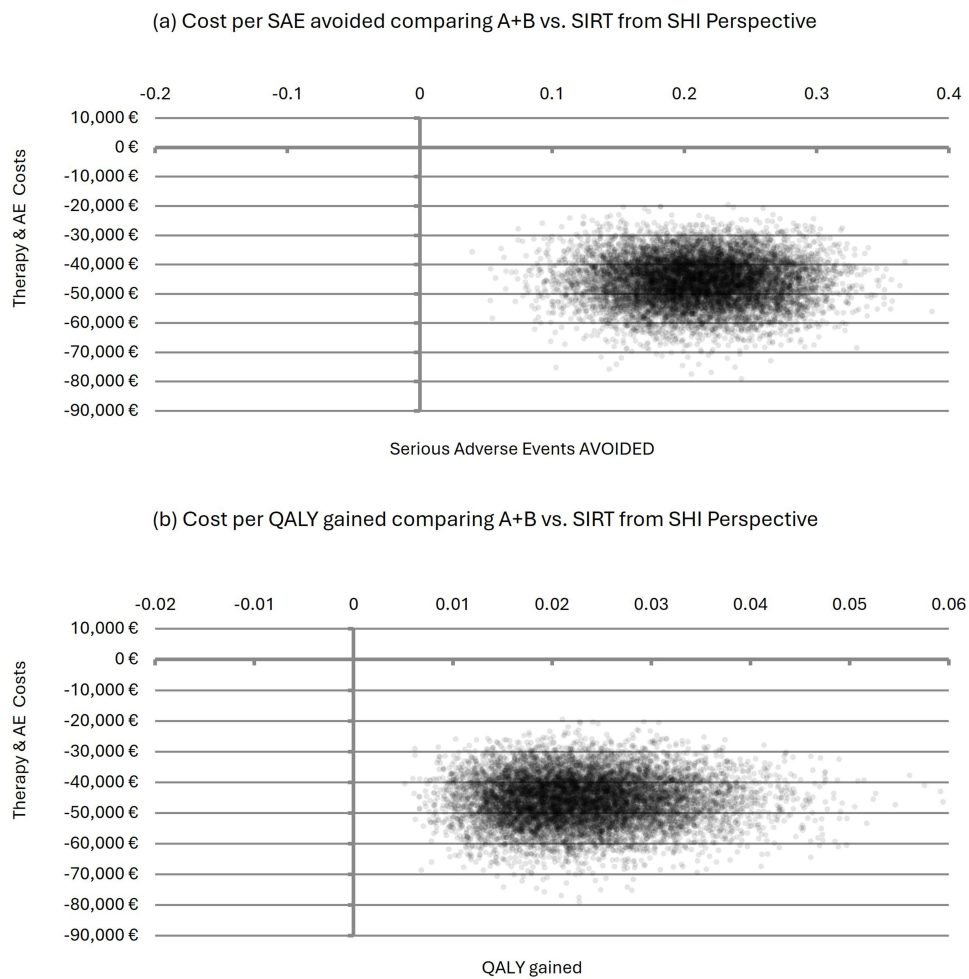 (a) Cost per SAE avoided comparing A+B vs. SIRT from SHI Perspective
-0.2 -0.1 0 0.1 0.2 0.3 0.4
10,000 €
0 €
-10,000 €
-20,000 €
-30,000 €
-40,000 €
-50,000 €
-60,000 €
-70,000 €
-80,000 €
-90,000 €
Therapy & AE Costs
Serious Adverse Events AVOIDED
(b) Cost per QALY gained comparing A+B vs. SIRT from SHI Perspective
-0.02 -0.01 0 0.01 0.02 0.03 0.04 0.05 0.06
10,000 €
0 €
-10,000 €
-20,000 €
-30,000 €
-40,000 €
-50,000 €
-60,000 €
-70,000 €
-80,000 €
-90,000 €
Therapy & AE Costs
QALY gained